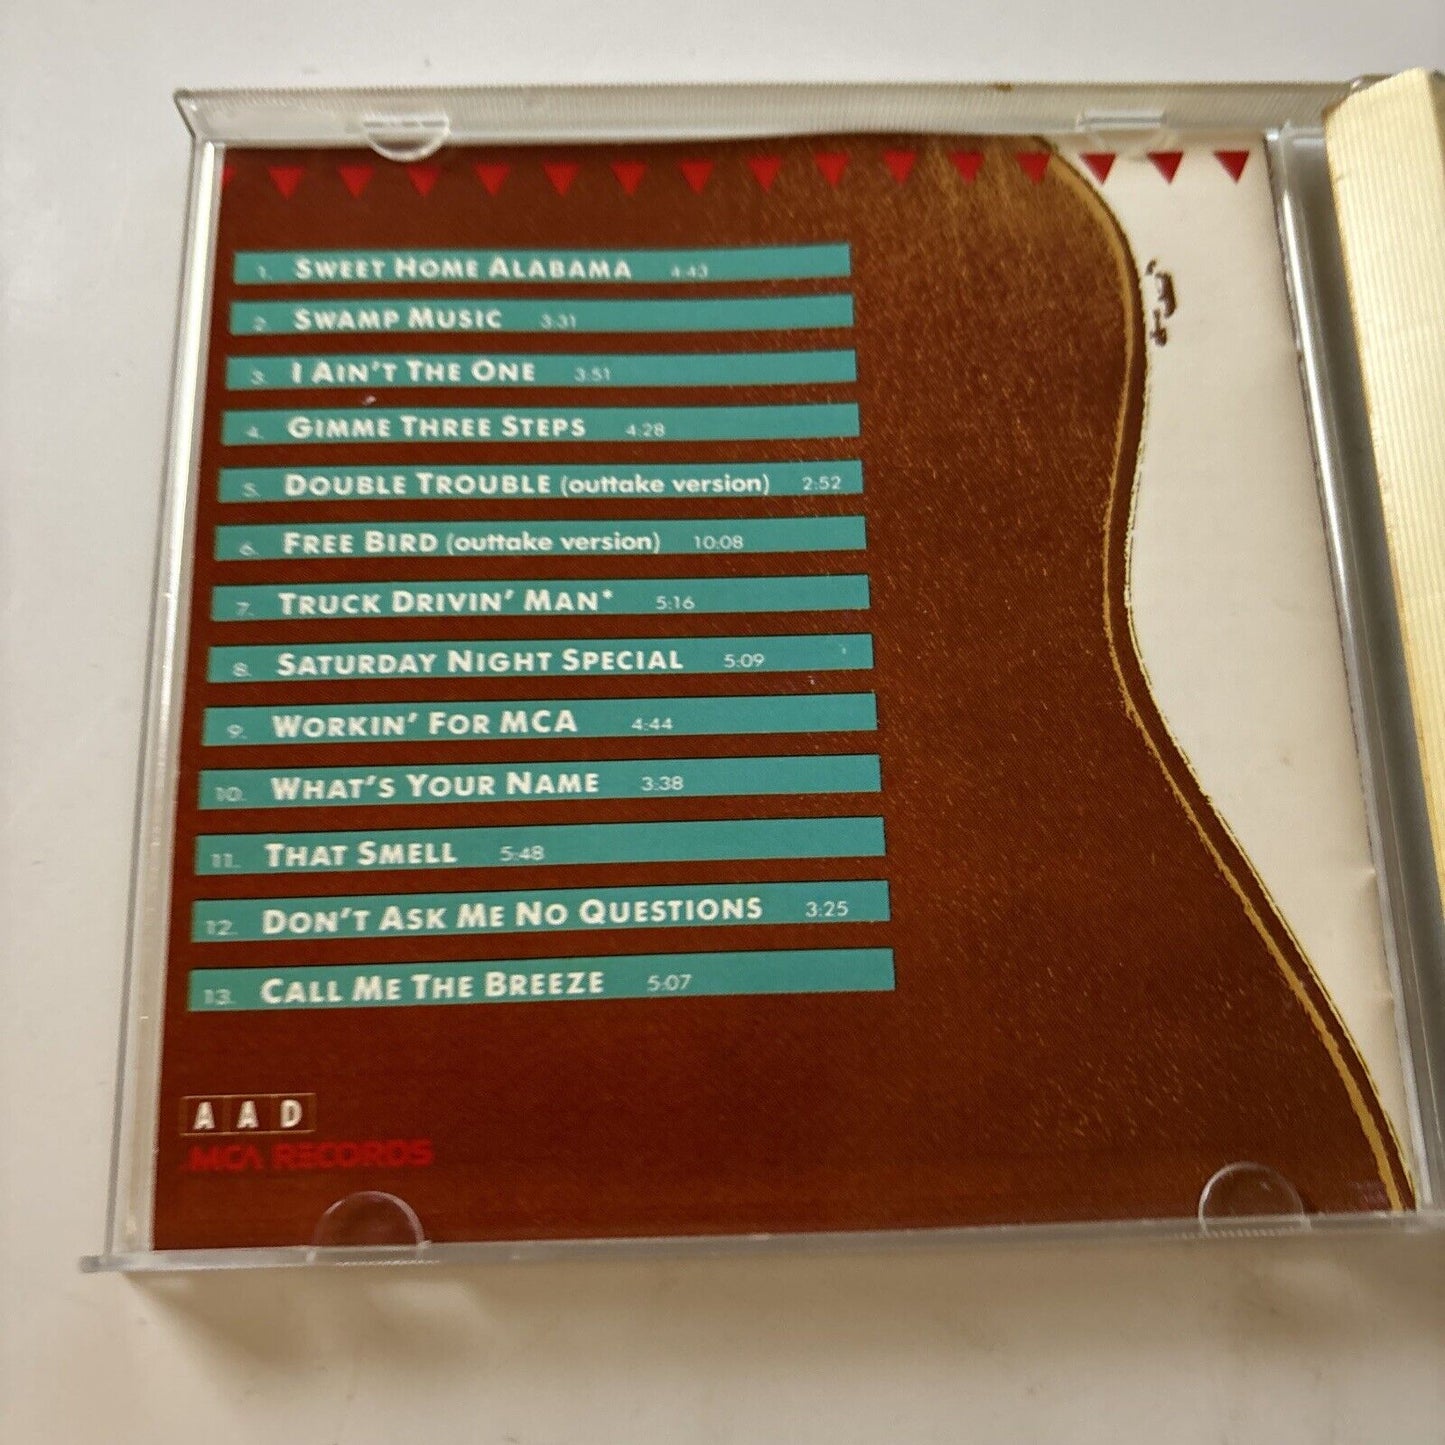 1. SWEET HOME ALABAMA 4:43
2. SWAMP MUSIC 3:31
3. I AIN'T THE ONE 3:51
4. GIMME THREE STEPS 4:28
5. DOUBLE TROUBLE (outtake version) 2:52
6. FREE BIRD (outtake version) 10:08
7. TRUCK DRIVIN' MAN* 5:16
8. SATURDAY NIGHT SPECIAL 5:09
9. WORKIN' FOR MCA 4:44
10. WHAT'S YOUR NAME 3:38
11. THAT SMELL 5:48
12. DON'T ASK ME NO QUESTIONS 3:25
13. CALL ME THE BREEZE 5:07
A A D
MCA RECORDS